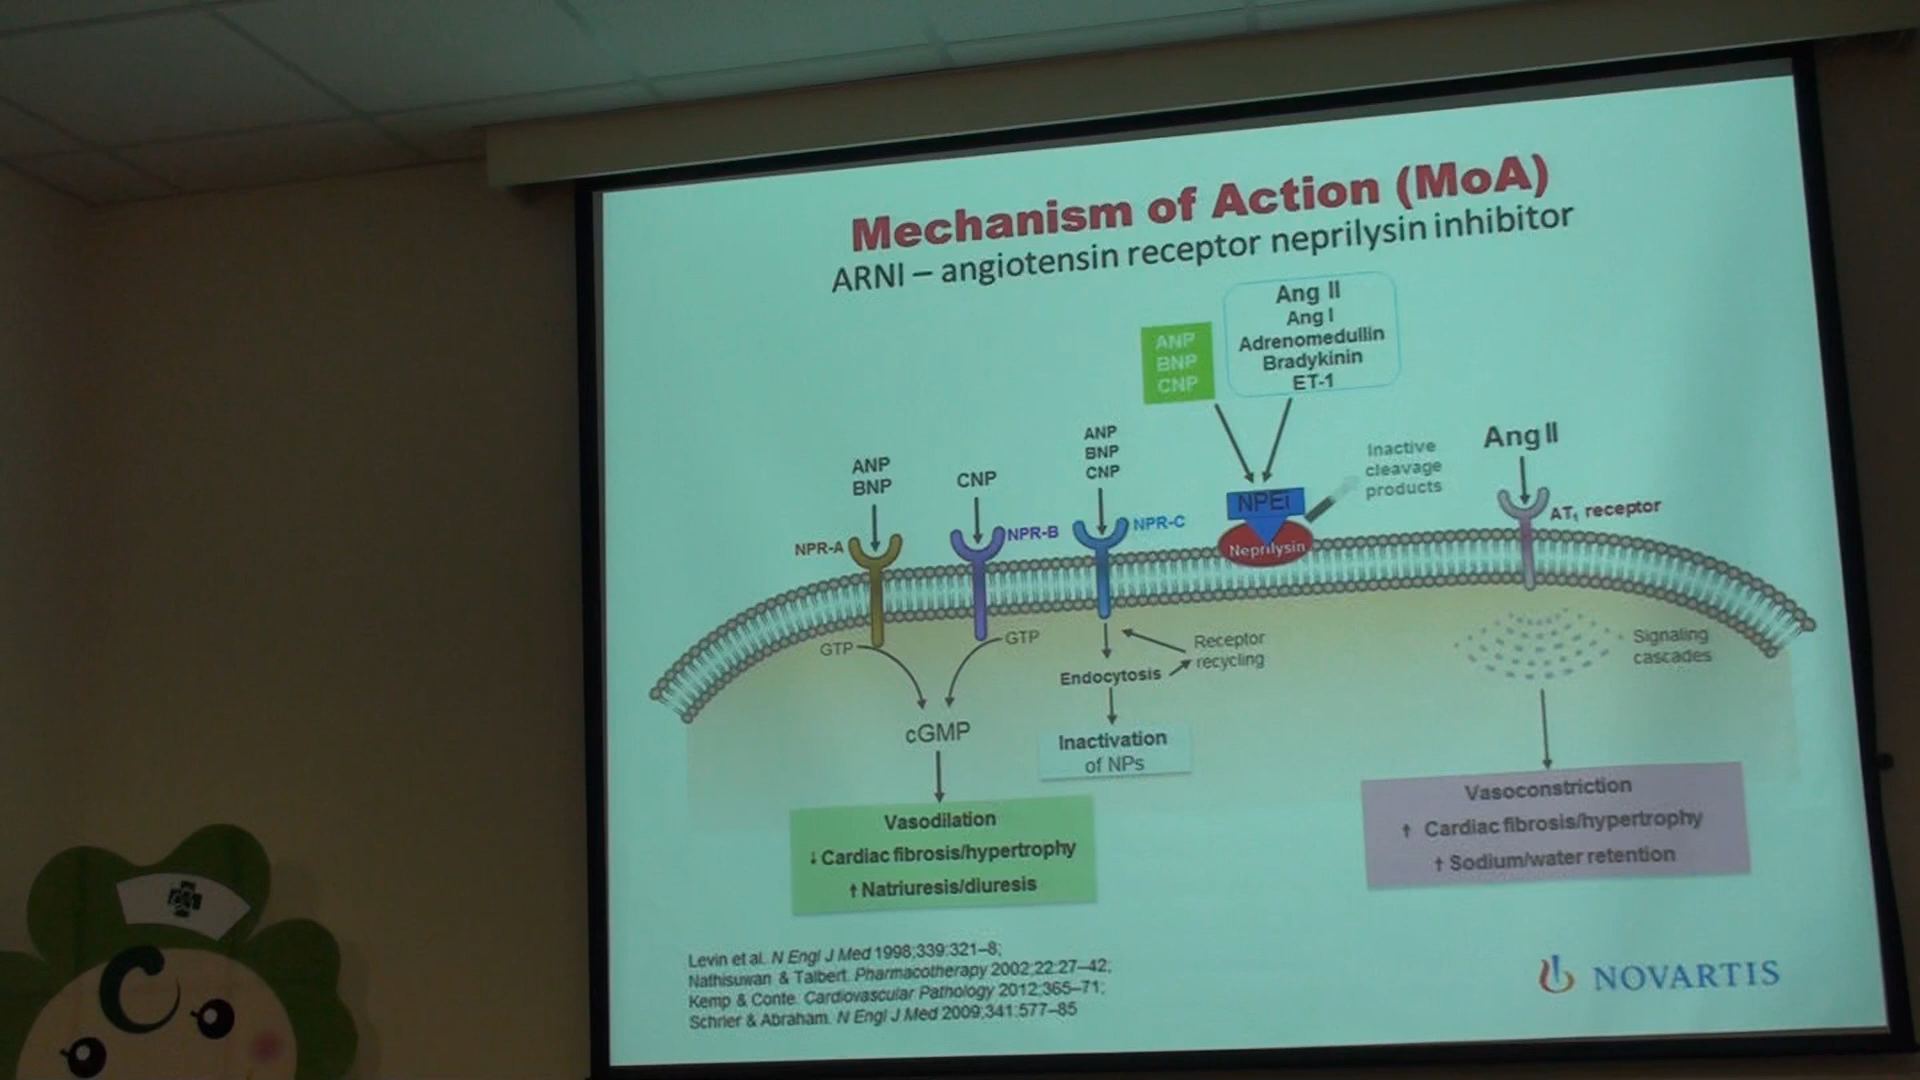 Mechanism of Action (MoA)
ARNI – angiotensin receptor neprilysin inhibitor
Ang II
Ang I
Adrenomedullin
Bradykinin
ET-1
ANP
BNP
CNP
ANP
BNP
CNP
ANP
BNP
CNP
Inactive
cleavage
products
Ang II
NPEi
Neprilysin
NPR-A
NPR-B
NPR-C
AT₁ receptor
GTP
GTP
Receptor
recycling
Endocytosis
Signaling
cascades
cGMP
Inactivation
of NPs
Vasodilation
↓ Cardiac fibrosis/hypertrophy
↑ Natriuresis/diuresis
Vasoconstriction
↑ Cardiac fibrosis/hypertrophy
↑ Sodium/water retention
Levin et al. N Engl J Med 1998;339:321–8;
Nathisuwan & Talbert. Pharmacotherapy 2002;22:27–42;
Kemp & Conte. Cardiovascular Pathology 2012;365–71;
Schrier & Abraham. N Engl J Med 2009;341:577–85
NOVARTIS